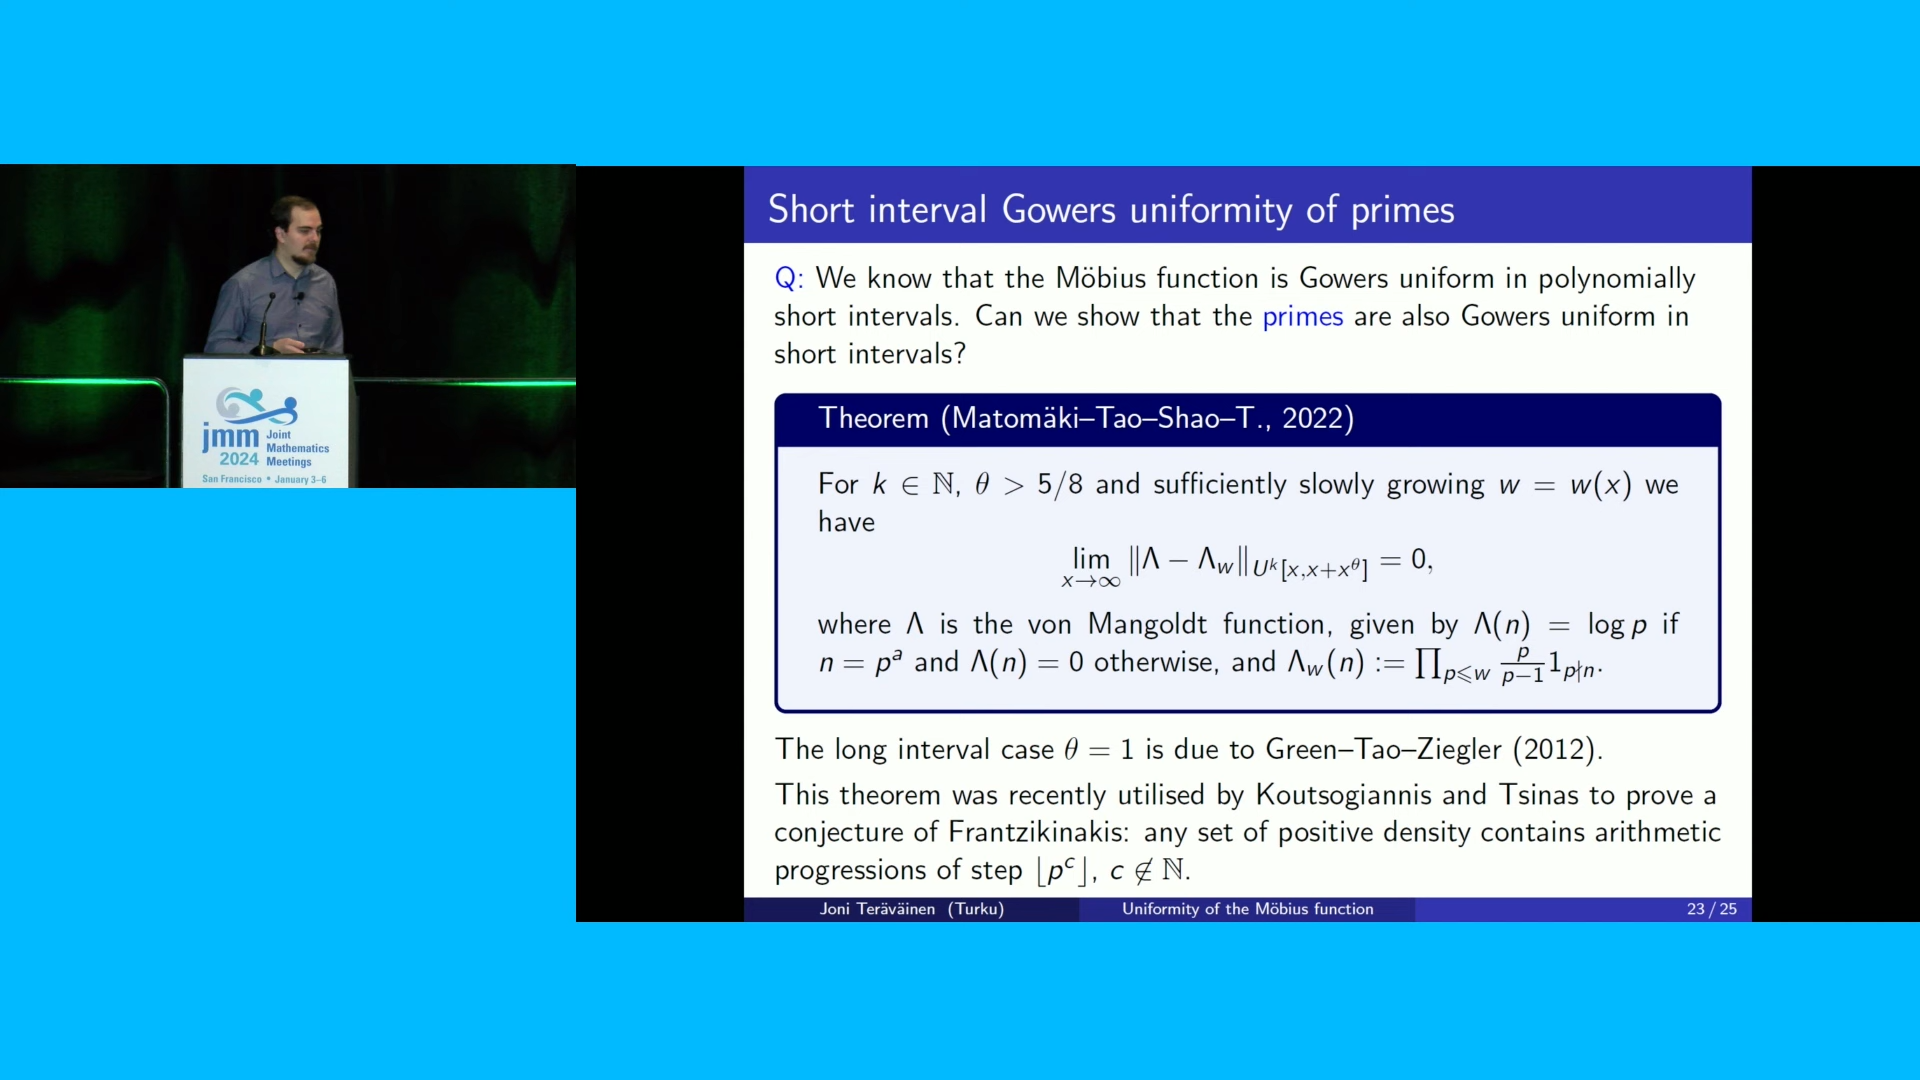 jmm Joint
Mathematics
2024 Meetings
San Francisco • January 3–6
Short interval Gowers uniformity of primes
Q: We know that the Möbius function is Gowers uniform in polynomially
short intervals. Can we show that the primes are also Gowers uniform in
short intervals?
Theorem (Matomäki–Tao–Shao–T., 2022)
For k ∈ ℕ, θ > 5/8 and sufficiently slowly growing w = w(x) we
have
lim_{x→∞} ‖Λ − Λ_w‖_{U^k[x,x+x^θ]} = 0,
where Λ is the von Mangoldt function, given by Λ(n) = log p if
n = p^a and Λ(n) = 0 otherwise, and Λ_w(n) := ∏_{p⩽w} \frac{p}{p−1} 1_{p∤n}.
The long interval case θ = 1 is due to Green–Tao–Ziegler (2012).
This theorem was recently utilised by Koutsogiannis and Tsinas to prove a
conjecture of Frantzikinakis: any set of positive density contains arithmetic
progressions of step ⌊p^c⌋, c ∉ ℕ.
Joni Teräväinen (Turku) Uniformity of the Möbius function 23 / 25